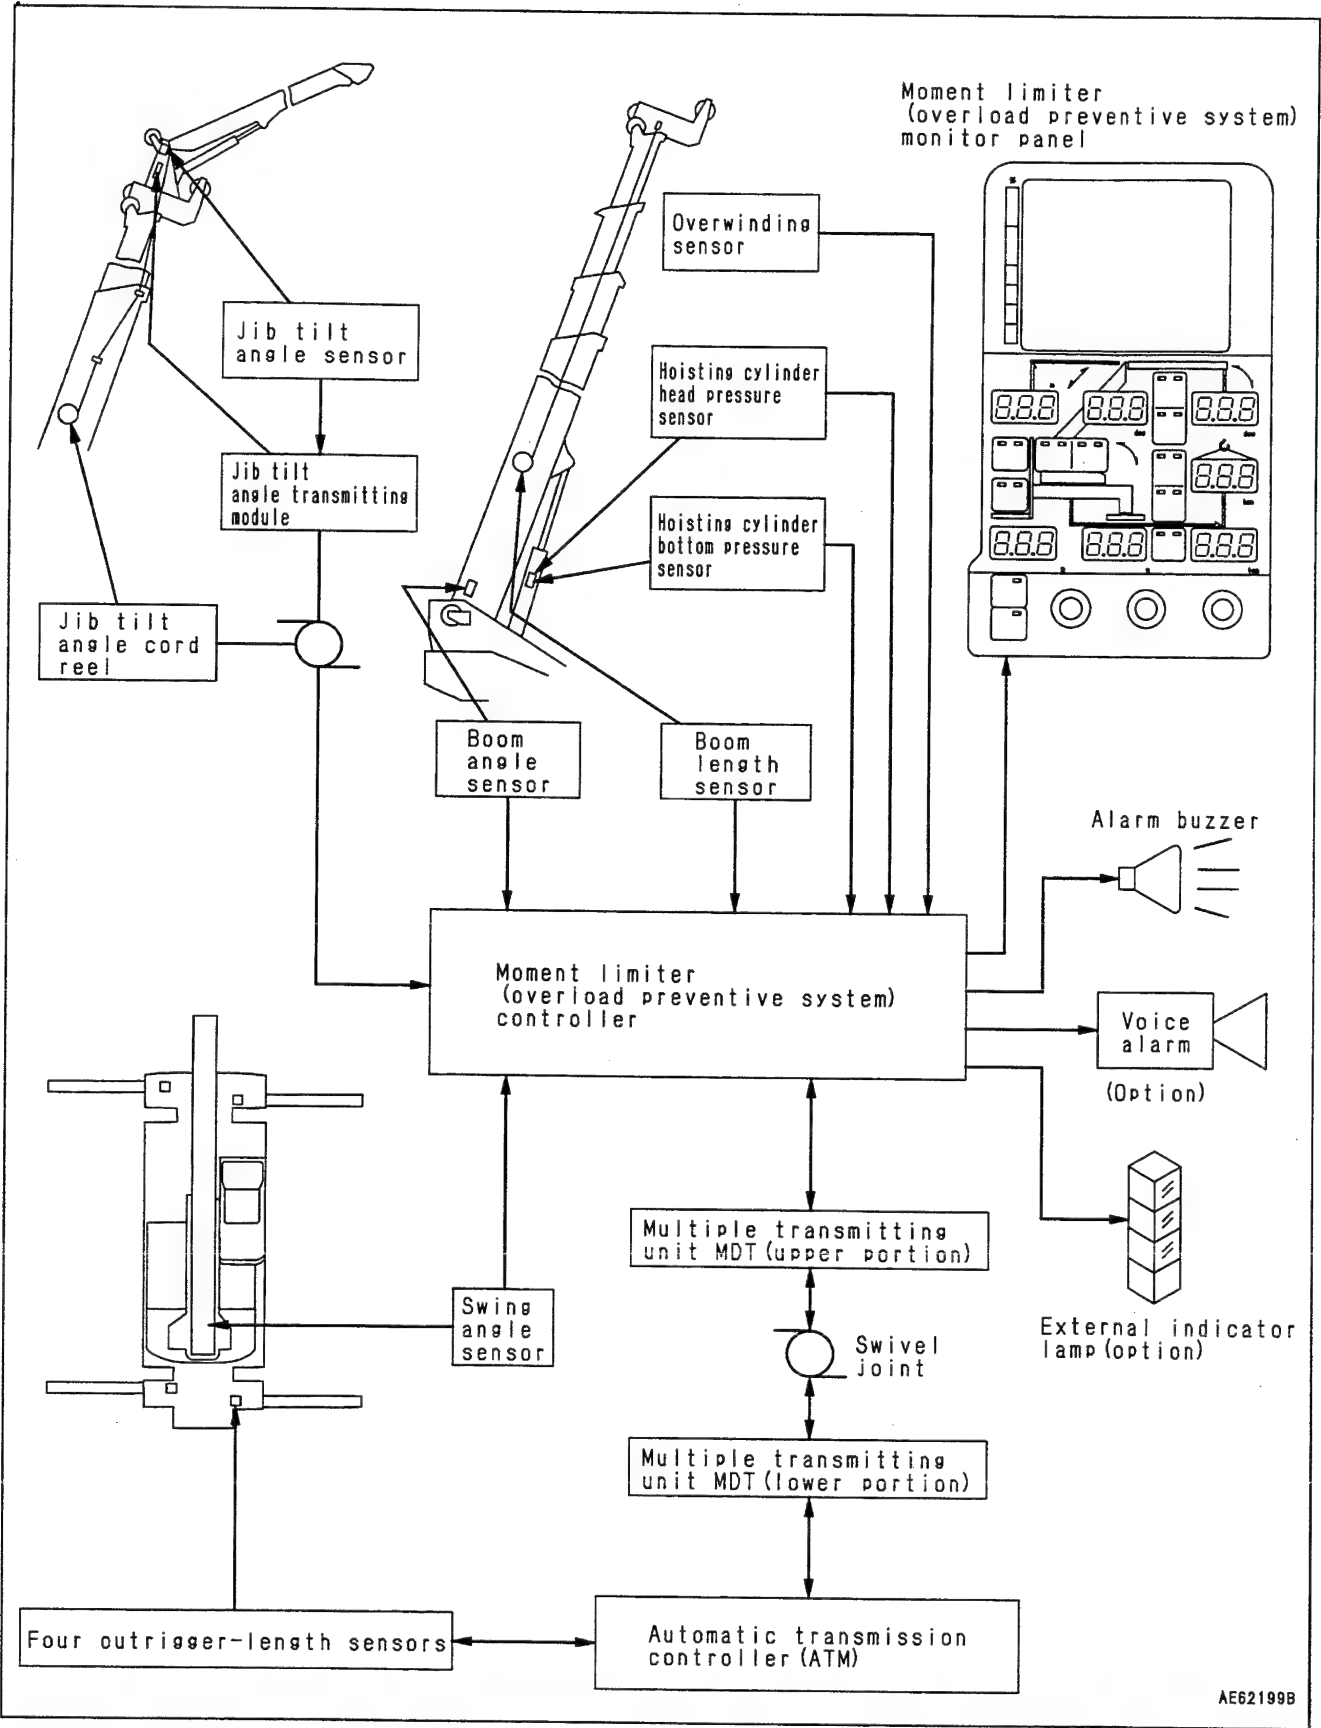 Moment limiter
(overload preventive system)
monitor panel
Overwinding
sensor
Jib tilt
angle sensor
Hoisting cylinder
head pressure
sensor
Jib tilt
angle transmitting
module
Hoisting cylinder
bottom pressure
sensor
Jib tilt
angle cord
reel
Boom
angle
sensor
Boom
length
sensor
Alarm buzzer
Moment limiter
(overload preventive system)
controller
Voice
alarm
(Option)
Multiple transmitting
unit MDT(upper portion)
Swing
angle
sensor
External indicator
lamp(option)
Swivel
joint
Multiple transmitting
unit MDT(lower portion)
Four outrigger-length sensors
Automatic transmission
controller(ATM)
AE62199B